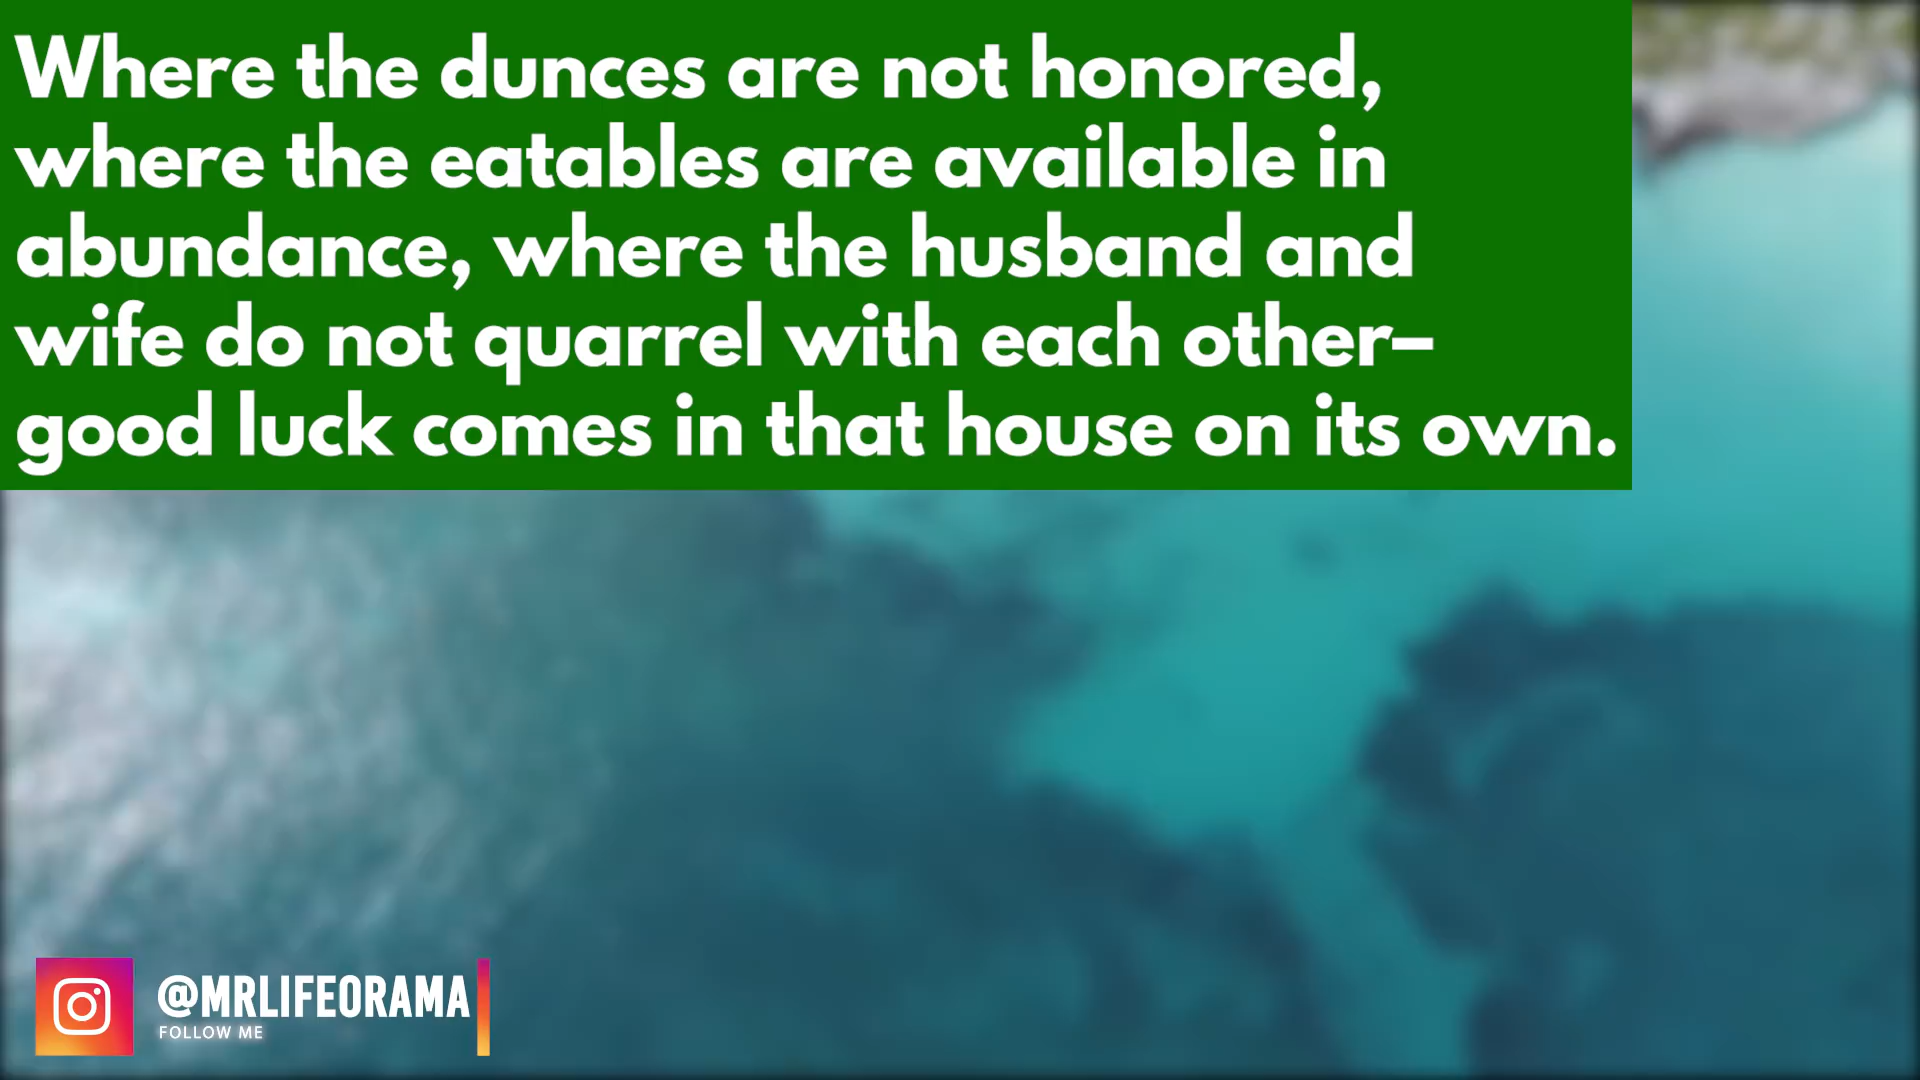 Where the dunces are not honored,
where the eatables are available in
abundance, where the husband and
wife do not quarrel with each other–
good luck comes in that house on its own.
@MRLIFEORAMA
FOLLOW ME